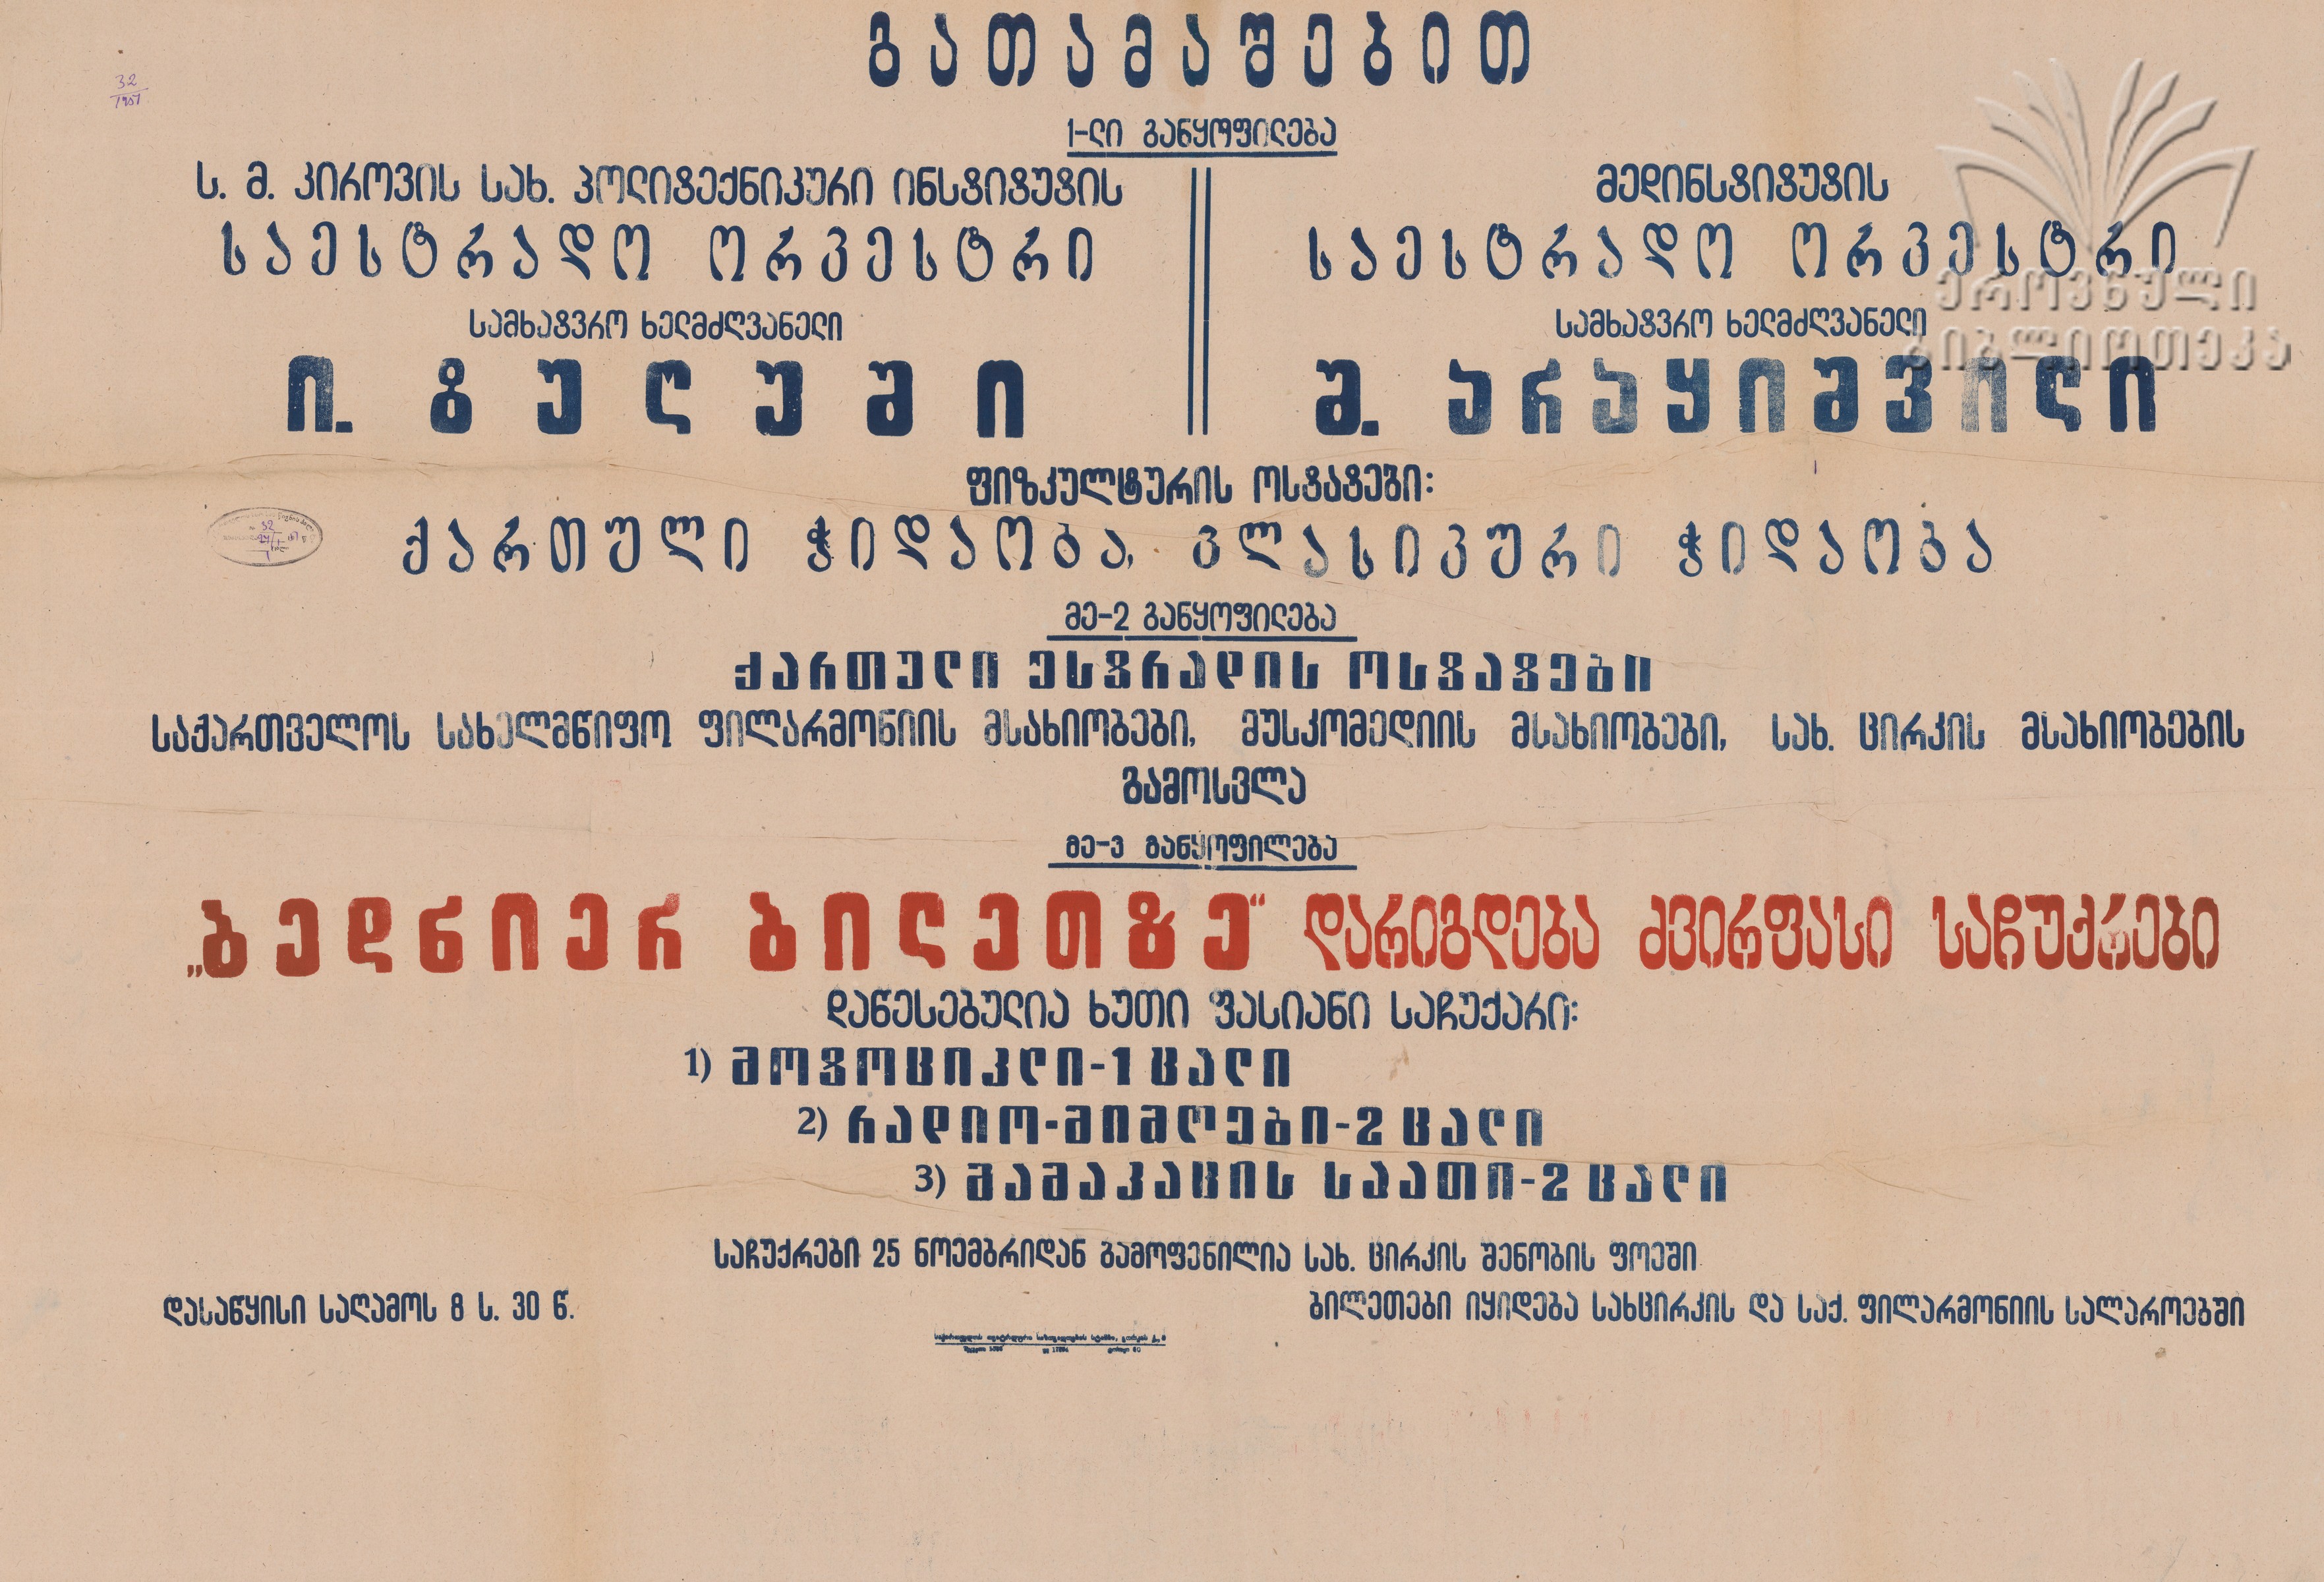 გათამაშებით
32
1957
1-ლი განყოფილება
ს. მ. კიროვის სახ. პოლიტექნიკური ინსტიტუტის
საესტრადო ორკესტრი
სამხატვრო ხელმძღვანელი
ი. ზულუში
მედინსტიტუტის
საესტრადო ორკესტრი
სამხატვრო ხელმძღვანელი
შ. არაყიშვილი
ეროვნული
ბიბლიოთეკა
ფიზკულტურის ოსტატები:
ქართული ჭიდაობა, კლასიკური ჭიდაობა
მე-2 განყოფილება
ქართული ესტრადის ოსტატები
საქართველოს სახელმწიფო ფილარმონიის მსახიობები, მუსკომედიის მსახიობები, სახ. ცირკის მსახიობების
გამოსვლა
მე-3 განყოფილება
„ბედნიერ ბილეთზე“ დარიგდება ძვირფასი საჩუქრები
დაწესებულია ხუთი ფასიანი საჩუქარი:
1) მოტოციკლი-1 ცალი
2) რადიო-მიმღები-2 ცალი
3) მამაკაცის საათი-2 ცალი
საჩუქრები 25 ნოემბრიდან გამოფენილია სახ. ცირკის შენობის ფოეში
დასაწყისი საღამოს 8 ს. 30 წ.
ბილეთები იყიდება სახცირკის და საქ. ფილარმონიის სალაროებში